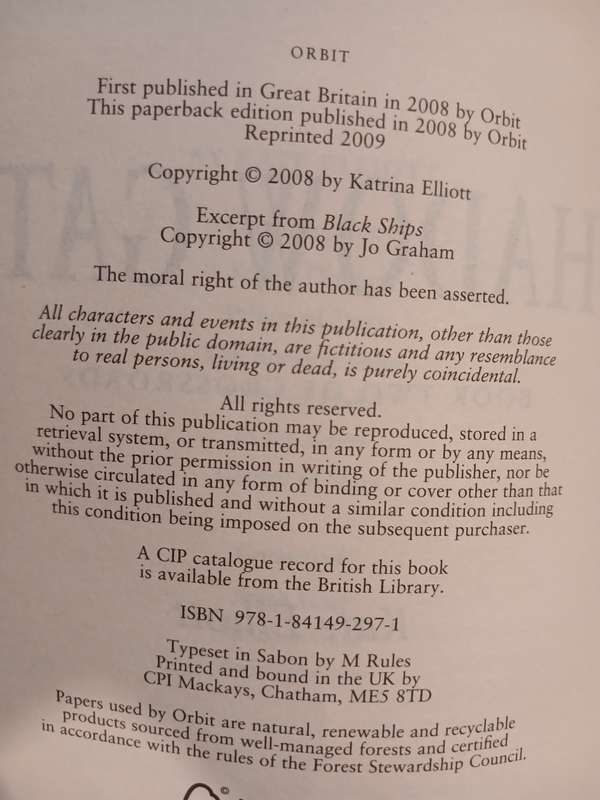 ORBIT
First published in Great Britain in 2008 by Orbit
This paperback edition published in 2008 by Orbit
Reprinted 2009
Copyright © 2008 by Katrina Elliott
Excerpt from Black Ships
Copyright © 2008 by Jo Graham
The moral right of the author has been asserted.
All characters and events in this publication, other than those
clearly in the public domain, are fictitious and any resemblance
to real persons, living or dead, is purely coincidental.
All rights reserved.
No part of this publication may be reproduced, stored in a
retrieval system, or transmitted, in any form or by any means,
without the prior permission in writing of the publisher, nor be
otherwise circulated in any form of binding or cover other than that
in which it is published and without a similar condition including
this condition being imposed on the subsequent purchaser.
A CIP catalogue record for this book
is available from the British Library.
ISBN 978-1-84149-297-1
Typeset in Sabon by M Rules
Printed and bound in the UK by
CPI Mackays, Chatham, ME5 8TD
Papers used by Orbit are natural, renewable and recyclable
products sourced from well-managed forests and certified
in accordance with the rules of the Forest Stewardship Council.
©